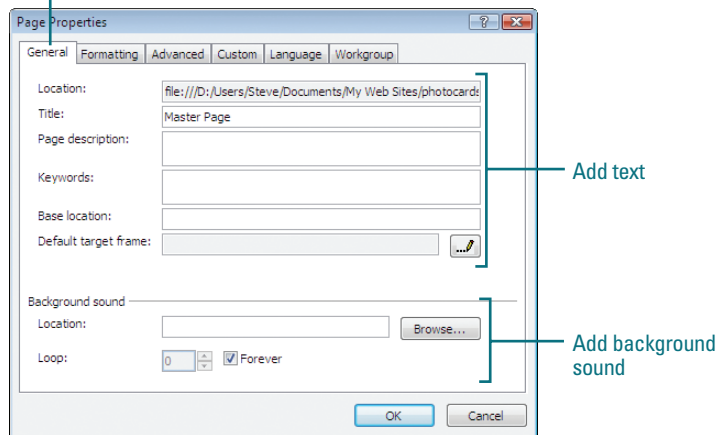 Page Properties
General Formatting Advanced Custom Language Workgroup
Location: file:///D:/Users/Steve/Documents/My Web Sites/photocards
Title: Master Page
Page description:
Keywords:
Base location:
Default target frame:
Add text
Background sound
Location: Browse...
Loop: 0 Forever
Add background
sound
OK Cancel